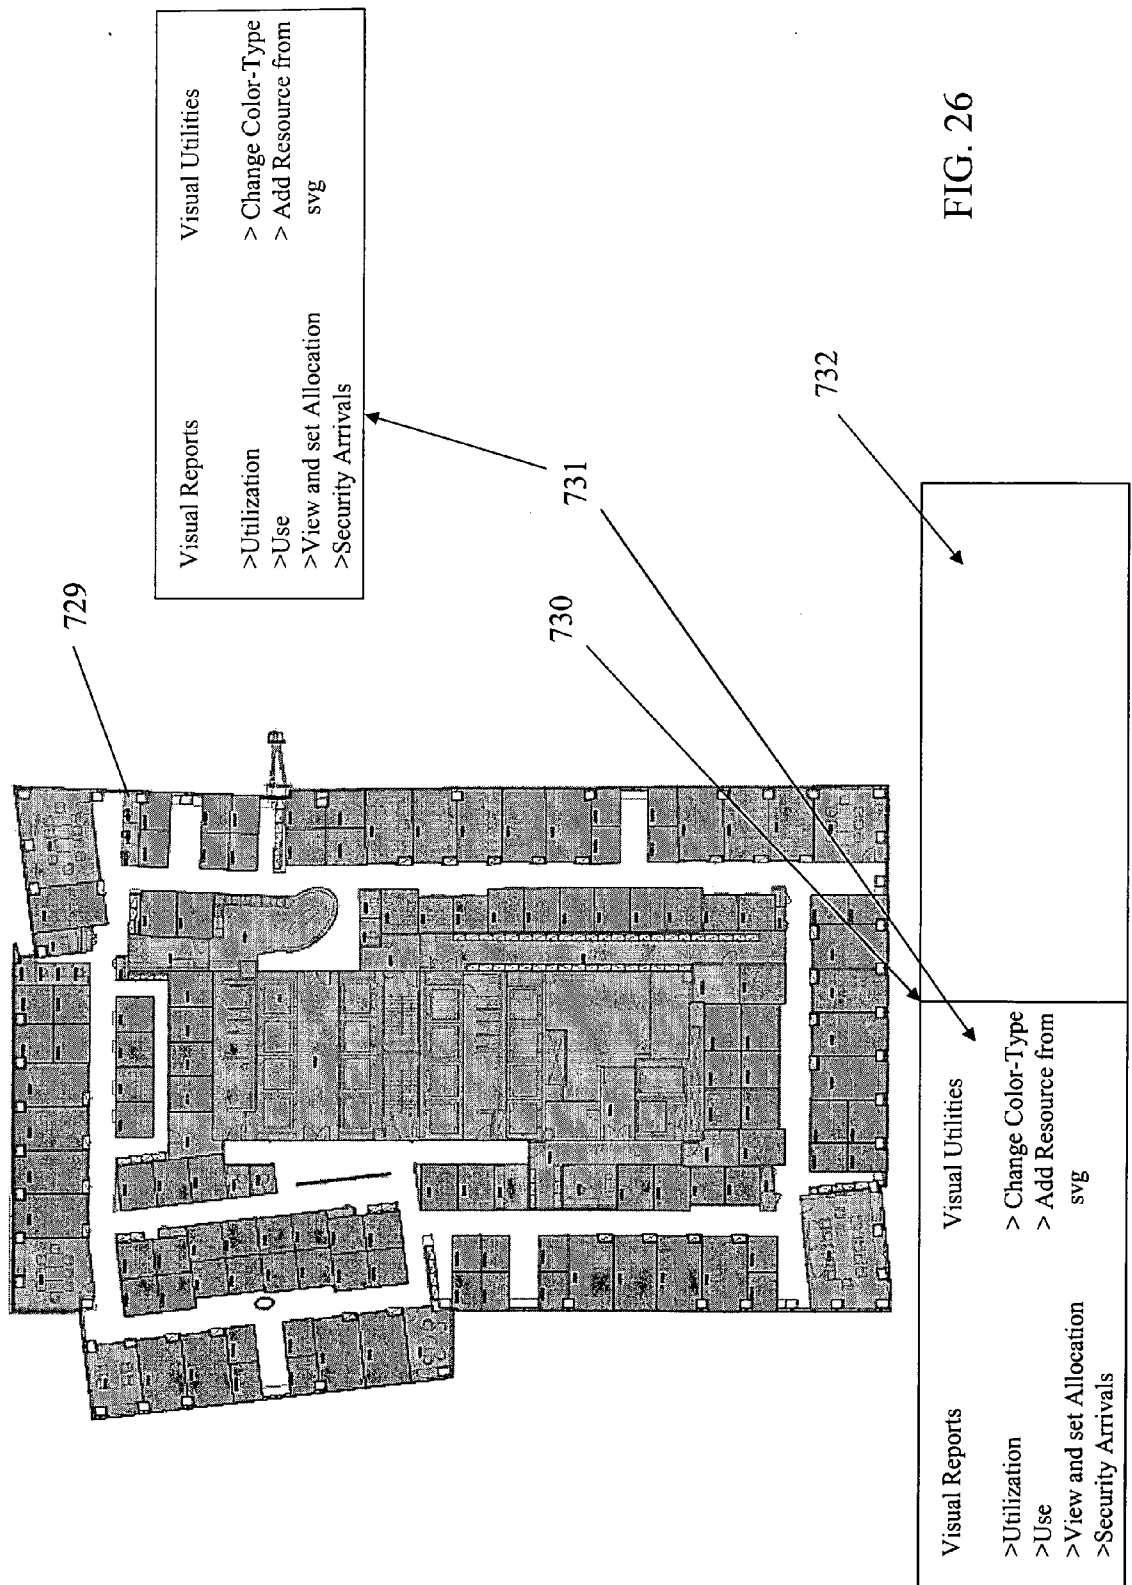 Visual Reports
>Utilization
>Use
>View and set Allocation
>Security Arrivals
Visual Utilities
> Change Color-Type
> Add Resource from
svg
729
731
730
732
Visual Reports
>Utilization
>Use
>View and set Allocation
>Security Arrivals
Visual Utilities
> Change Color-Type
> Add Resource from
svg
FIG. 26